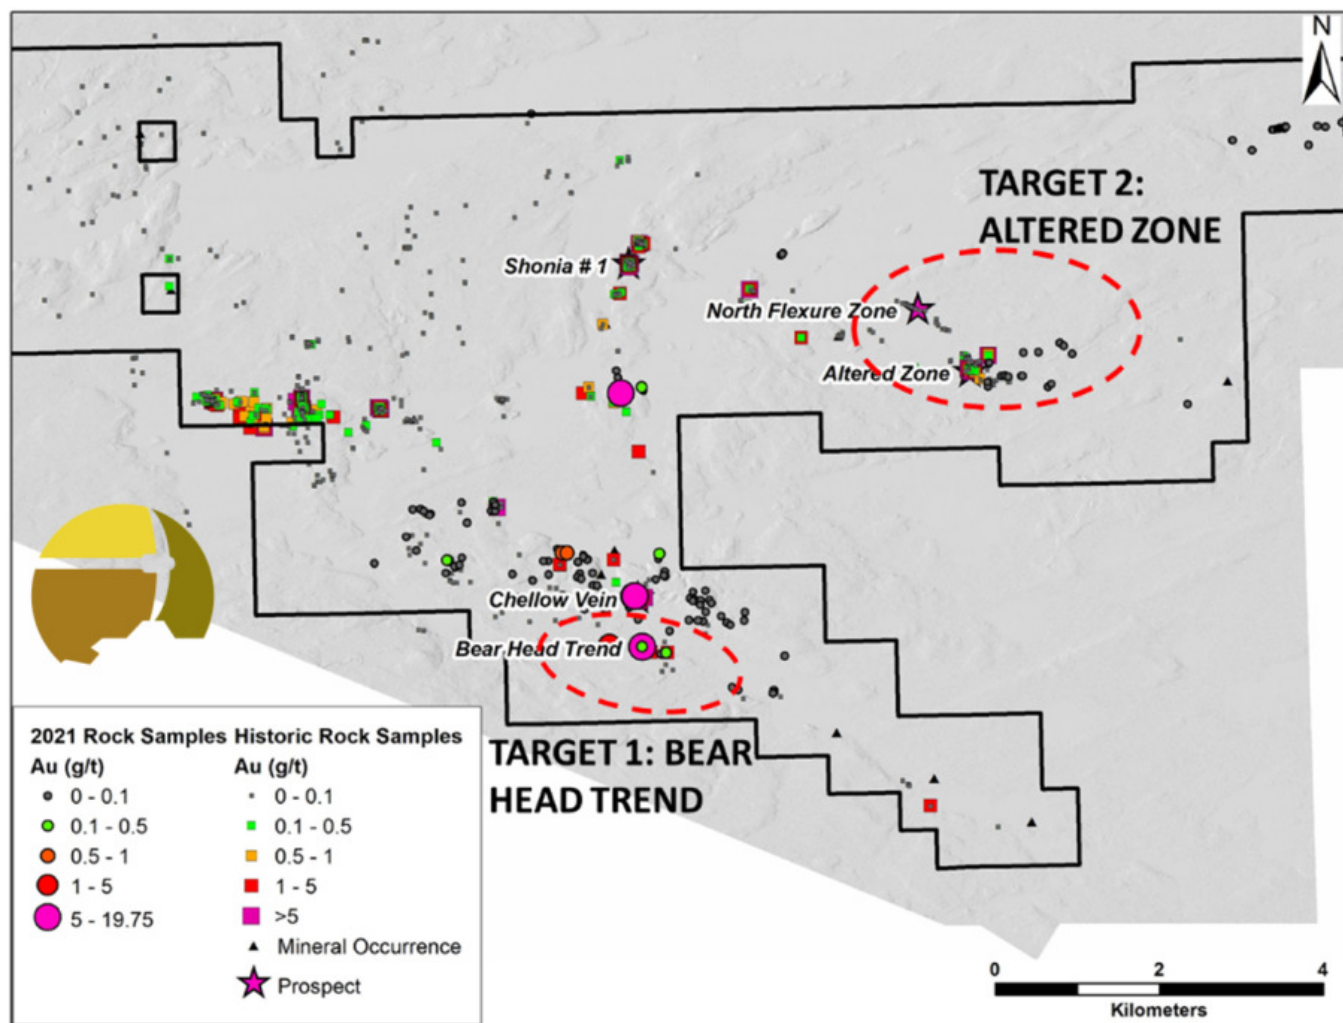 N
TARGET 2:
ALTERED ZONE
Shonia # 1
North Flexure Zone
Altered Zone
Chellow Vein
Bear Head Trend
TARGET 1: BEAR
HEAD TREND
2021 Rock Samples
Au (g/t)
0 - 0.1
0.1 - 0.5
0.5 - 1
1 - 5
5 - 19.75
Historic Rock Samples
Au (g/t)
0 - 0.1
0.1 - 0.5
0.5 - 1
1 - 5
>5
Mineral Occurrence
Prospect
0 2 4
Kilometers